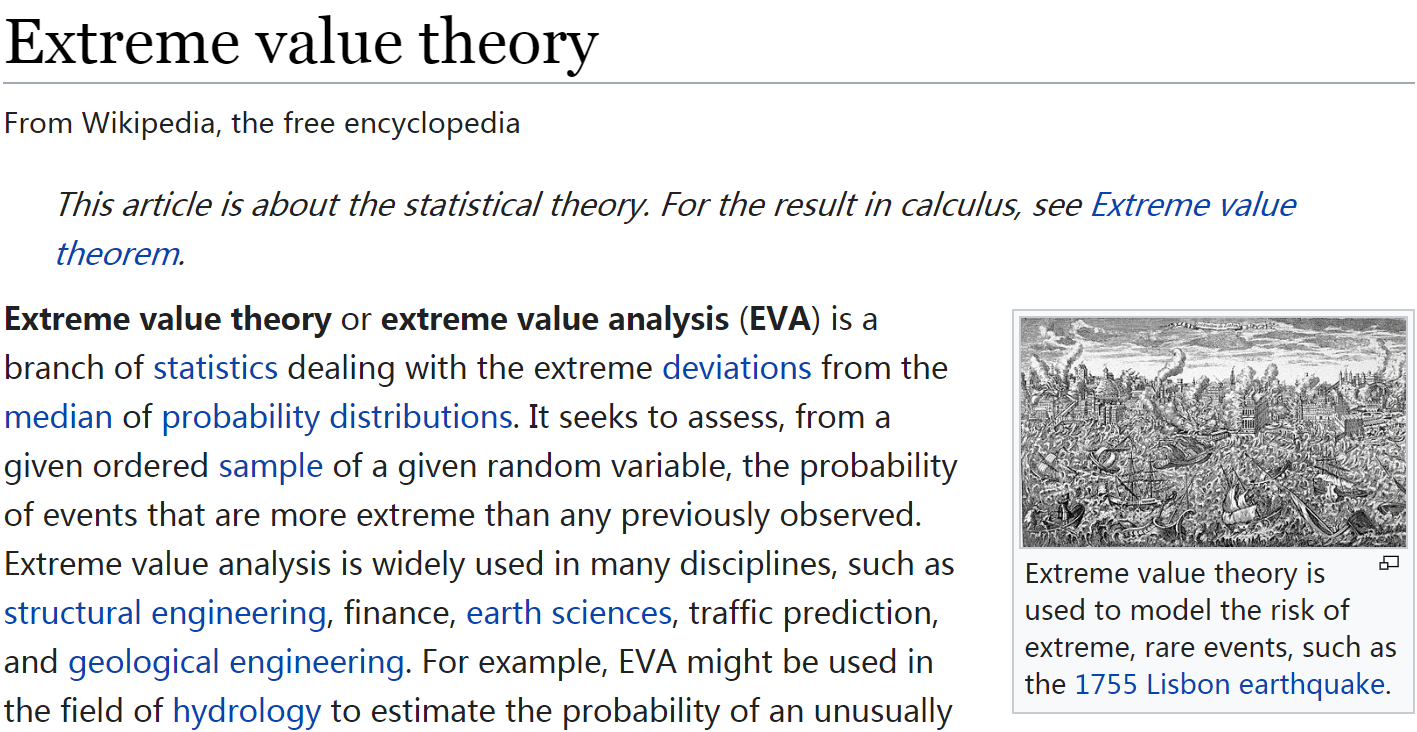 Extreme value theory
From Wikipedia, the free encyclopedia
This article is about the statistical theory. For the result in calculus, see Extreme value
theorem.
Extreme value theory or extreme value analysis (EVA) is a
branch of statistics dealing with the extreme deviations from the
median of probability distributions. It seeks to assess, from a
given ordered sample of a given random variable, the probability
of events that are more extreme than any previously observed.
Extreme value analysis is widely used in many disciplines, such as
structural engineering, finance, earth sciences, traffic prediction,
and geological engineering. For example, EVA might be used in
the field of hydrology to estimate the probability of an unusually
Extreme value theory is
used to model the risk of
extreme, rare events, such as
the 1755 Lisbon earthquake.